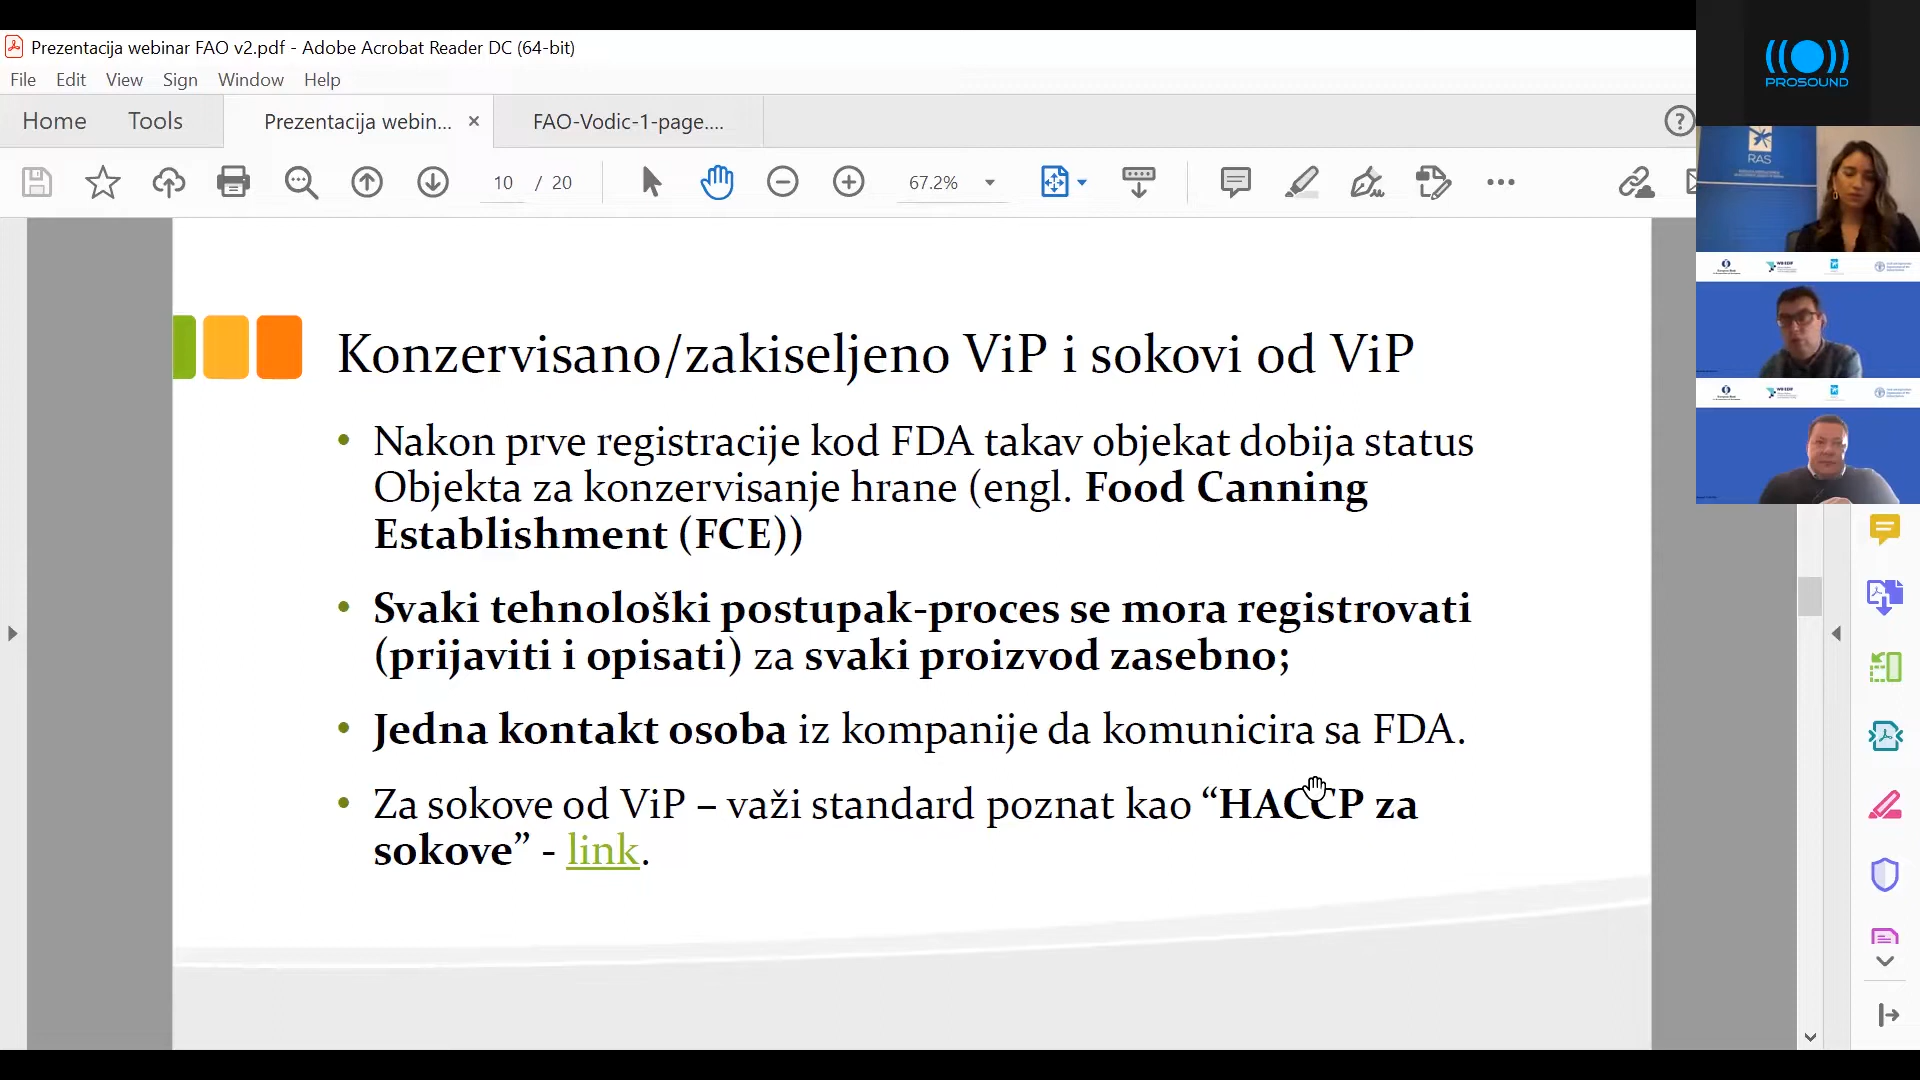 Prezentacija webinar FAO v2.pdf - Adobe Acrobat Reader DC (64-bit)
File Edit View Sign Window Help
Home Tools Prezentacija webin... × FAO-Vodic-1-page.... ?
10 / 20 67.2%
PROSOUND
RAS
Konzervisano/zakiseljeno ViP i sokovi od ViP
• Nakon prve registracije kod FDA takav objekat dobija status
Objekta za konzervisanje hrane (engl. Food Canning
Establishment (FCE))
• Svaki tehnološki postupak-proces se mora registrovati
(prijaviti i opisati) za svaki proizvod zasebno;
• Jedna kontakt osoba iz kompanije da komunicira sa FDA.
• Za sokove od ViP – važi standard poznat kao “HACCP za
sokove” - link.